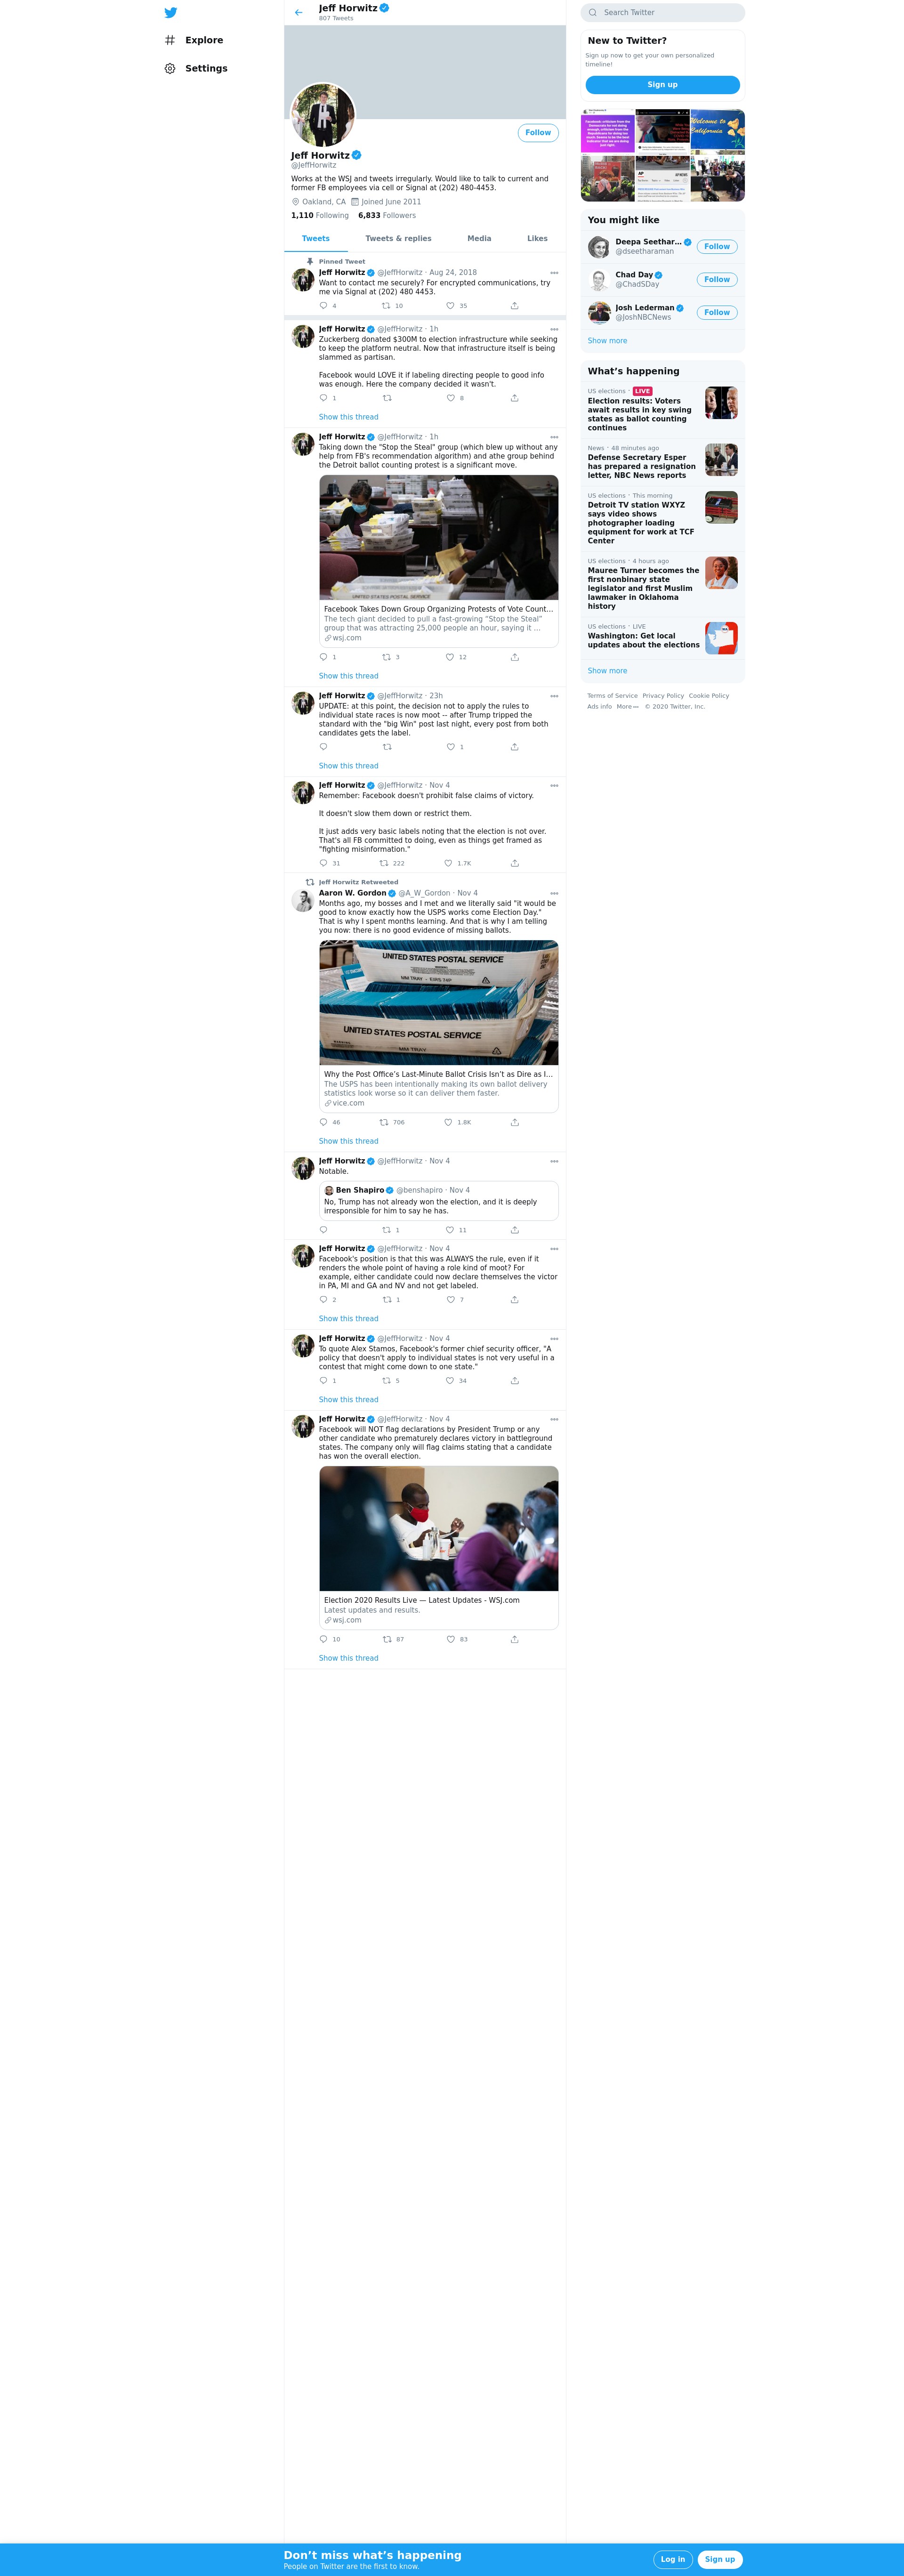 Explore
Settings
Jeff Horwitz
807 Tweets
Follow
Jeff Horwitz
@JeffHorwitz
Works at the WSJ and tweets irregularly. Would like to talk to current and
former FB employees via cell or Signal at (202) 480-4453.
Oakland, CA Joined June 2011
1,110 Following 6,833 Followers
Tweets Tweets & replies Media Likes
Pinned Tweet
Jeff Horwitz @JeffHorwitz · Aug 24, 2018
Want to contact me securely? For encrypted communications, try
me via Signal at (202) 480 4453.
4 10 35
Jeff Horwitz @JeffHorwitz · 1h
Zuckerberg donated $300M to election infrastructure while seeking
to keep the platform neutral. Now that infrastructure itself is being
slammed as partisan.
Facebook would LOVE it if labeling directing people to good info
was enough. Here the company decided it wasn't.
1 8
Show this thread
Jeff Horwitz @JeffHorwitz · 1h
Taking down the "Stop the Steal" group (which blew up without any
help from FB's recommendation algorithm) and athe group behind
the Detroit ballot counting protest is a significant move.
UNITED STATES POSTAL SERVICE
Facebook Takes Down Group Organizing Protests of Vote Count…
The tech giant decided to pull a fast-growing “Stop the Steal”
group that was attracting 25,000 people an hour, saying it …
wsj.com
1 3 12
Show this thread
Jeff Horwitz @JeffHorwitz · 23h
UPDATE: at this point, the decision not to apply the rules to
individual state races is now moot -- after Trump tripped the
standard with the "big Win" post last night, every post from both
candidates gets the label.
1
Show this thread
Jeff Horwitz @JeffHorwitz · Nov 4
Remember: Facebook doesn't prohibit false claims of victory.
It doesn't slow them down or restrict them.
It just adds very basic labels noting that the election is not over.
That's all FB committed to doing, even as things get framed as
"fighting misinformation."
31 222 1.7K
Jeff Horwitz Retweeted
Aaron W. Gordon @A_W_Gordon · Nov 4
Months ago, my bosses and I met and we literally said "it would be
good to know exactly how the USPS works come Election Day."
That is why I spent months learning. And that is why I am telling
you now: there is no good evidence of missing ballots.
UNITED STATES POSTAL SERVICE
MM TRAY
UNITED STATES POSTAL SERVICE
MM TRAY
Why the Post Office’s Last-Minute Ballot Crisis Isn’t as Dire as I…
The USPS has been intentionally making its own ballot delivery
statistics look worse so it can deliver them faster.
vice.com
46 706 1.8K
Show this thread
Jeff Horwitz @JeffHorwitz · Nov 4
Notable.
Ben Shapiro @benshapiro · Nov 4
No, Trump has not already won the election, and it is deeply
irresponsible for him to say he has.
1 11
Jeff Horwitz @JeffHorwitz · Nov 4
Facebook's position is that this was ALWAYS the rule, even if it
renders the whole point of having a role kind of moot? For
example, either candidate could now declare themselves the victor
in PA, MI and GA and NV and not get labeled.
2 1 7
Show this thread
Jeff Horwitz @JeffHorwitz · Nov 4
To quote Alex Stamos, Facebook's former chief security officer, "A
policy that doesn't apply to individual states is not very useful in a
contest that might come down to one state."
1 5 34
Show this thread
Jeff Horwitz @JeffHorwitz · Nov 4
Facebook will NOT flag declarations by President Trump or any
other candidate who prematurely declares victory in battleground
states. The company only will flag claims stating that a candidate
has won the overall election.
Election 2020 Results Live — Latest Updates - WSJ.com
Latest updates and results.
wsj.com
10 87 83
Show this thread
Search Twitter
New to Twitter?
Sign up now to get your own personalized
timeline!
Sign up
Welcome to
California
AP
You might like
Deepa Seethar… 
@dseetharaman
Follow
Chad Day
@ChadSDay
Follow
Josh Lederman
@JoshNBCNews
Follow
Show more
What’s happening
US elections · LIVE
Election results: Voters
await results in key swing
states as ballot counting
continues
News · 48 minutes ago
Defense Secretary Esper
has prepared a resignation
letter, NBC News reports
US elections · This morning
Detroit TV station WXYZ
says video shows
photographer loading
equipment for work at TCF
Center
US elections · 4 hours ago
Mauree Turner becomes the
first nonbinary state
legislator and first Muslim
lawmaker in Oklahoma
history
US elections · LIVE
Washington: Get local
updates about the elections
Show more
Terms of Service Privacy Policy Cookie Policy
Ads info More © 2020 Twitter, Inc.
Don’t miss what’s happening
People on Twitter are the first to know.
Log in Sign up